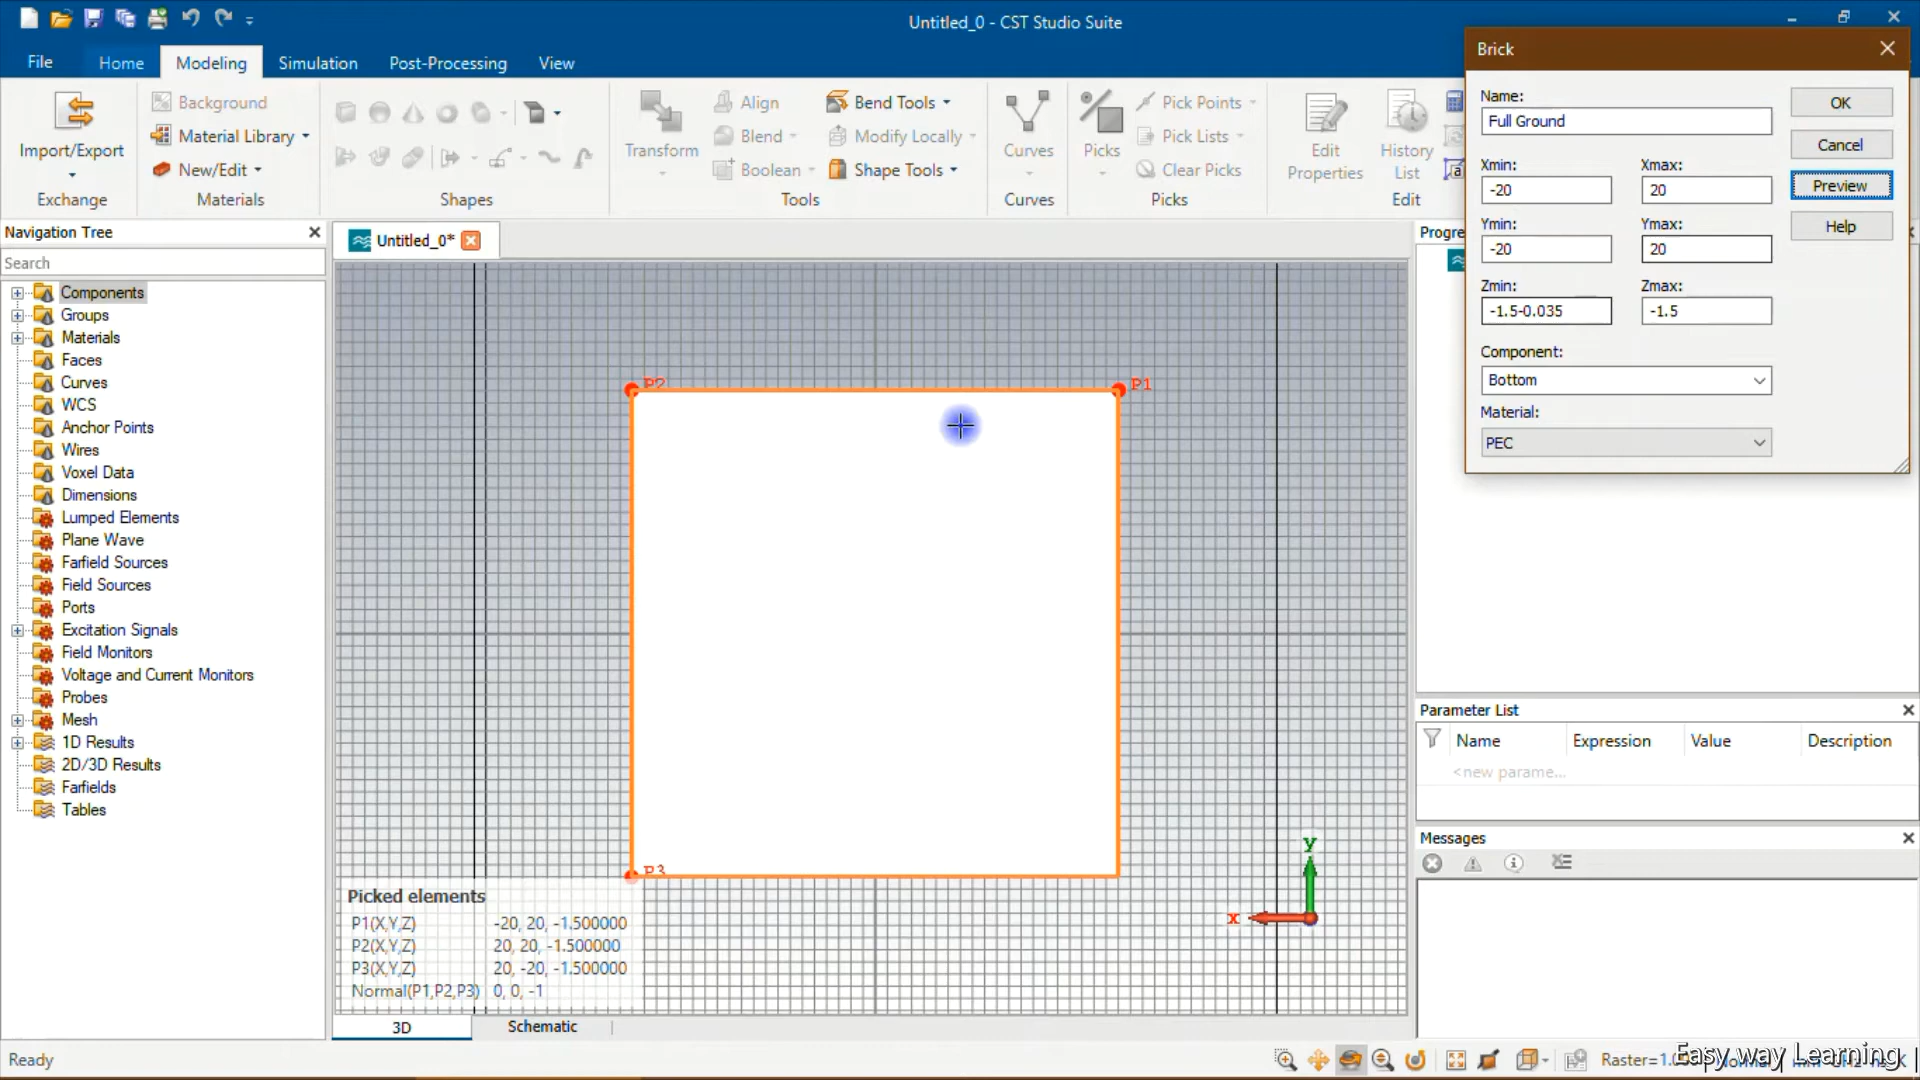 Untitled_0 - CST Studio Suite
File
Home
Modeling
Simulation
Post-Processing
View
Import/Export
Exchange
Background
Material Library
New/Edit
Materials
Shapes
Transform
Align
Blend
Boolean
Bend Tools
Modify Locally
Shape Tools
Tools
Curves
Curves
Picks
Pick Points
Pick Lists
Clear Picks
Picks
Edit Properties
History List
Edit
Brick
Name:
Full Ground
OK
Cancel
Preview
Help
Xmin:
Xmax:
-20
20
Ymin:
Ymax:
-20
20
Zmin:
Zmax:
-1.5-0.035
-1.5
Component:
Bottom
Material:
PEC
Navigation Tree
Search
Components
Groups
Materials
Faces
Curves
WCS
Anchor Points
Wires
Voxel Data
Dimensions
Lumped Elements
Plane Wave
Farfield Sources
Field Sources
Ports
Excitation Signals
Field Monitors
Voltage and Current Monitors
Probes
Mesh
1D Results
2D/3D Results
Farfields
Tables
Untitled_0*
P2
P1
P3
Picked elements
P1(X,Y,Z) -20, 20, -1.500000
P2(X,Y,Z) 20, 20, -1.500000
P3(X,Y,Z) 20, -20, -1.500000
Normal(P1,P2,P3) 0, 0, -1
y
x
3D
Schematic
Progre
Parameter List
Name Expression Value Description
<new parame...
Messages
Ready
Raster=1.
Easy way Learning